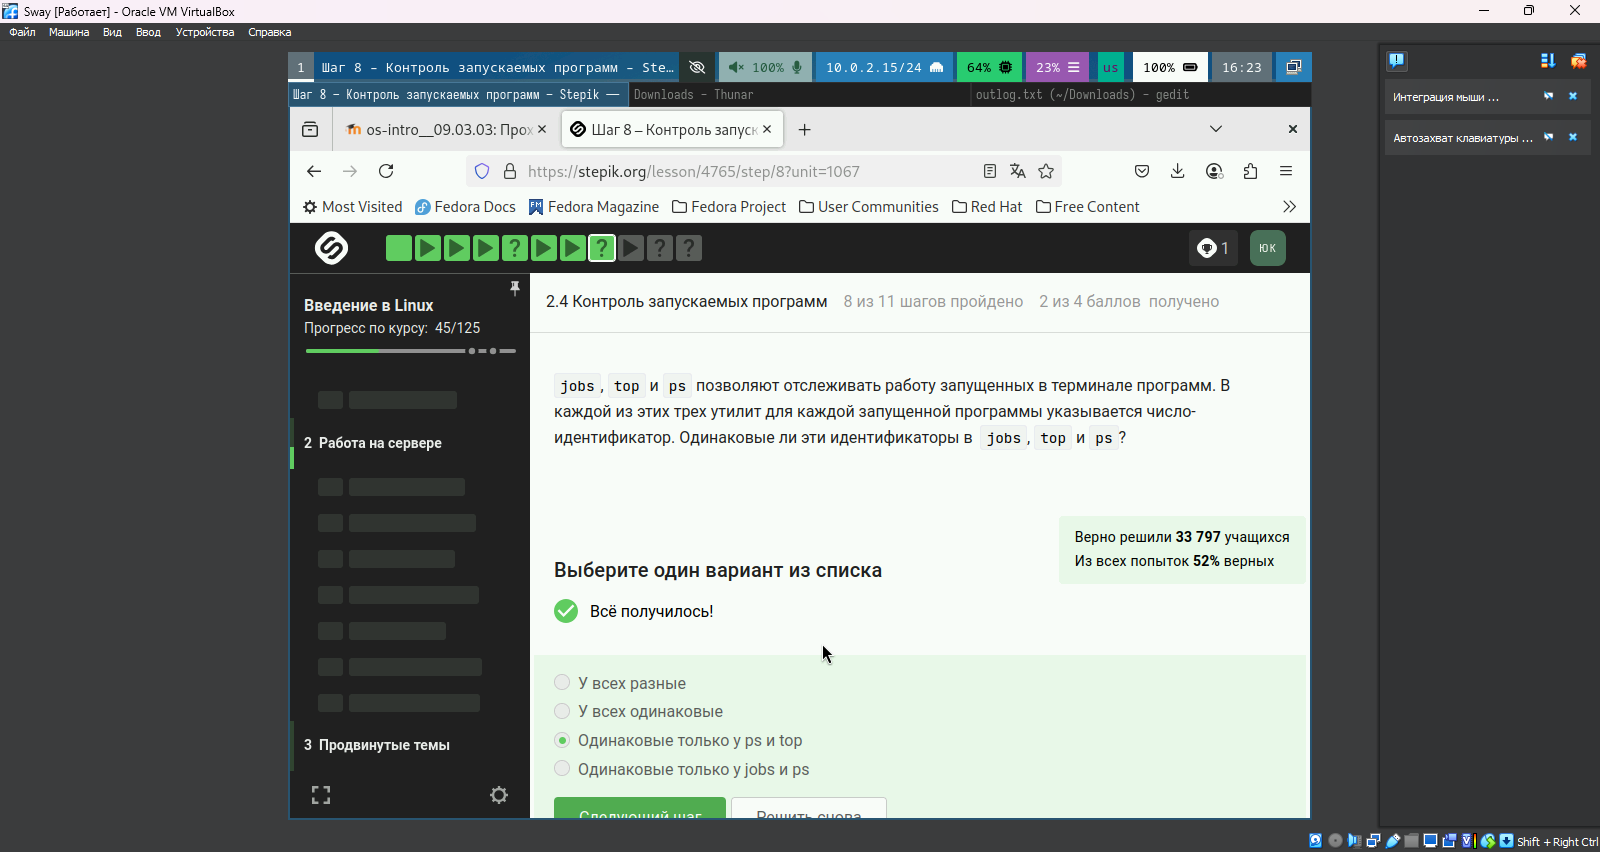 Sway [Работает] - Oracle VM VirtualBox
Файл Машина Вид Ввод Устройства Справка
1 Шаг 8 – Контроль запускаемых программ – Ste… 100% 10.0.2.15/24 64% 23% us 100% 16:23
Шаг 8 – Контроль запускаемых программ – Stepik — Downloads – Thunar outlog.txt (~/Downloads) – gedit
os-intro__09.03.03: Прох Шаг 8 – Контроль запуск
https://stepik.org/lesson/4765/step/8?unit=1067
Most Visited Fedora Docs Fedora Magazine Fedora Project User Communities Red Hat Free Content
? ? ? ? 1 ЮК
Введение в Linux
Прогресс по курсу: 45/125
2 Работа на сервере
3 Продвинутые темы
2.4 Контроль запускаемых программ 8 из 11 шагов пройдено 2 из 4 баллов получено
jobs, top и ps позволяют отслеживать работу запущенных в терминале программ. В
каждой из этих трех утилит для каждой запущенной программы указывается число-
идентификатор. Одинаковые ли эти идентификаторы в jobs, top и ps?
Верно решили 33 797 учащихся
Из всех попыток 52% верных
Выберите один вариант из списка
Всё получилось!
У всех разные
У всех одинаковые
Одинаковые только у ps и top
Одинаковые только у jobs и ps
Следующий шаг Решить снова
Интеграция мыши ...
Автозахват клавиатуры ...
Shift + Right Ctrl